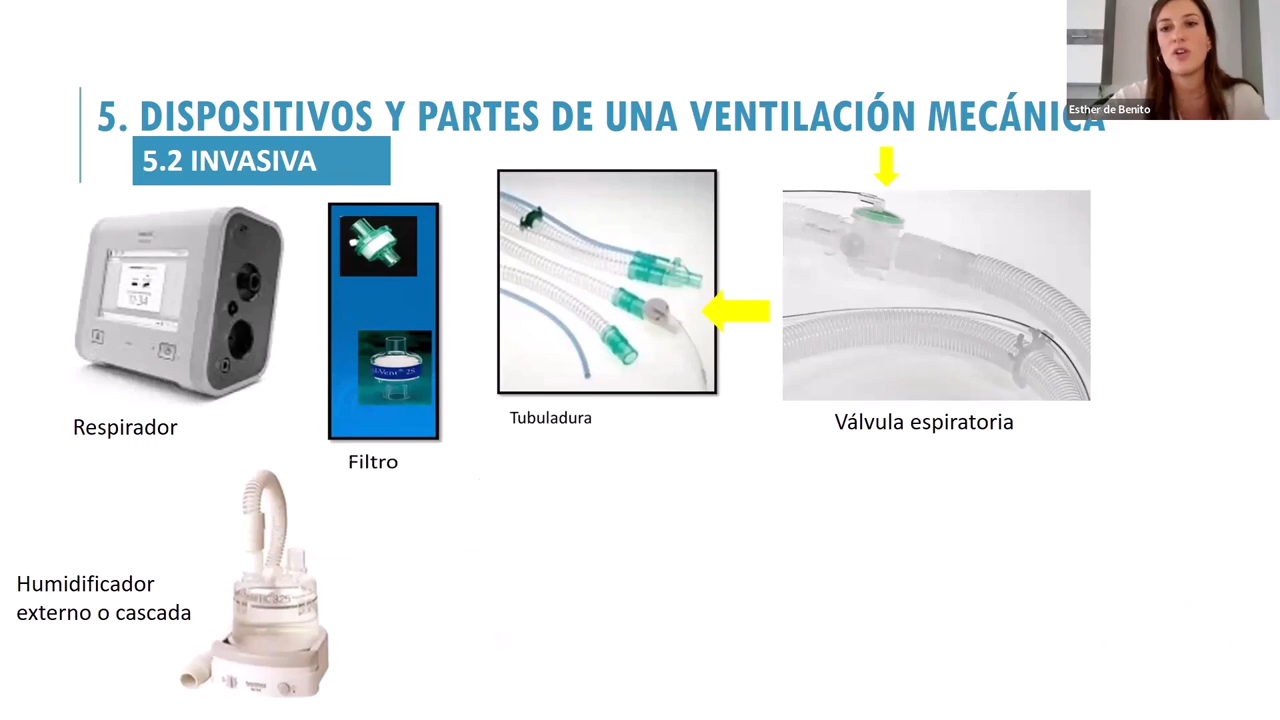 5. DISPOSITIVOS Y PARTES DE UNA VENTILACIÓN MECÁNICA
Esther de Benito
5.2 INVASIVA
Respirador
Filtro
Tubuladura
Válvula espiratoria
Humidificador
externo o cascada